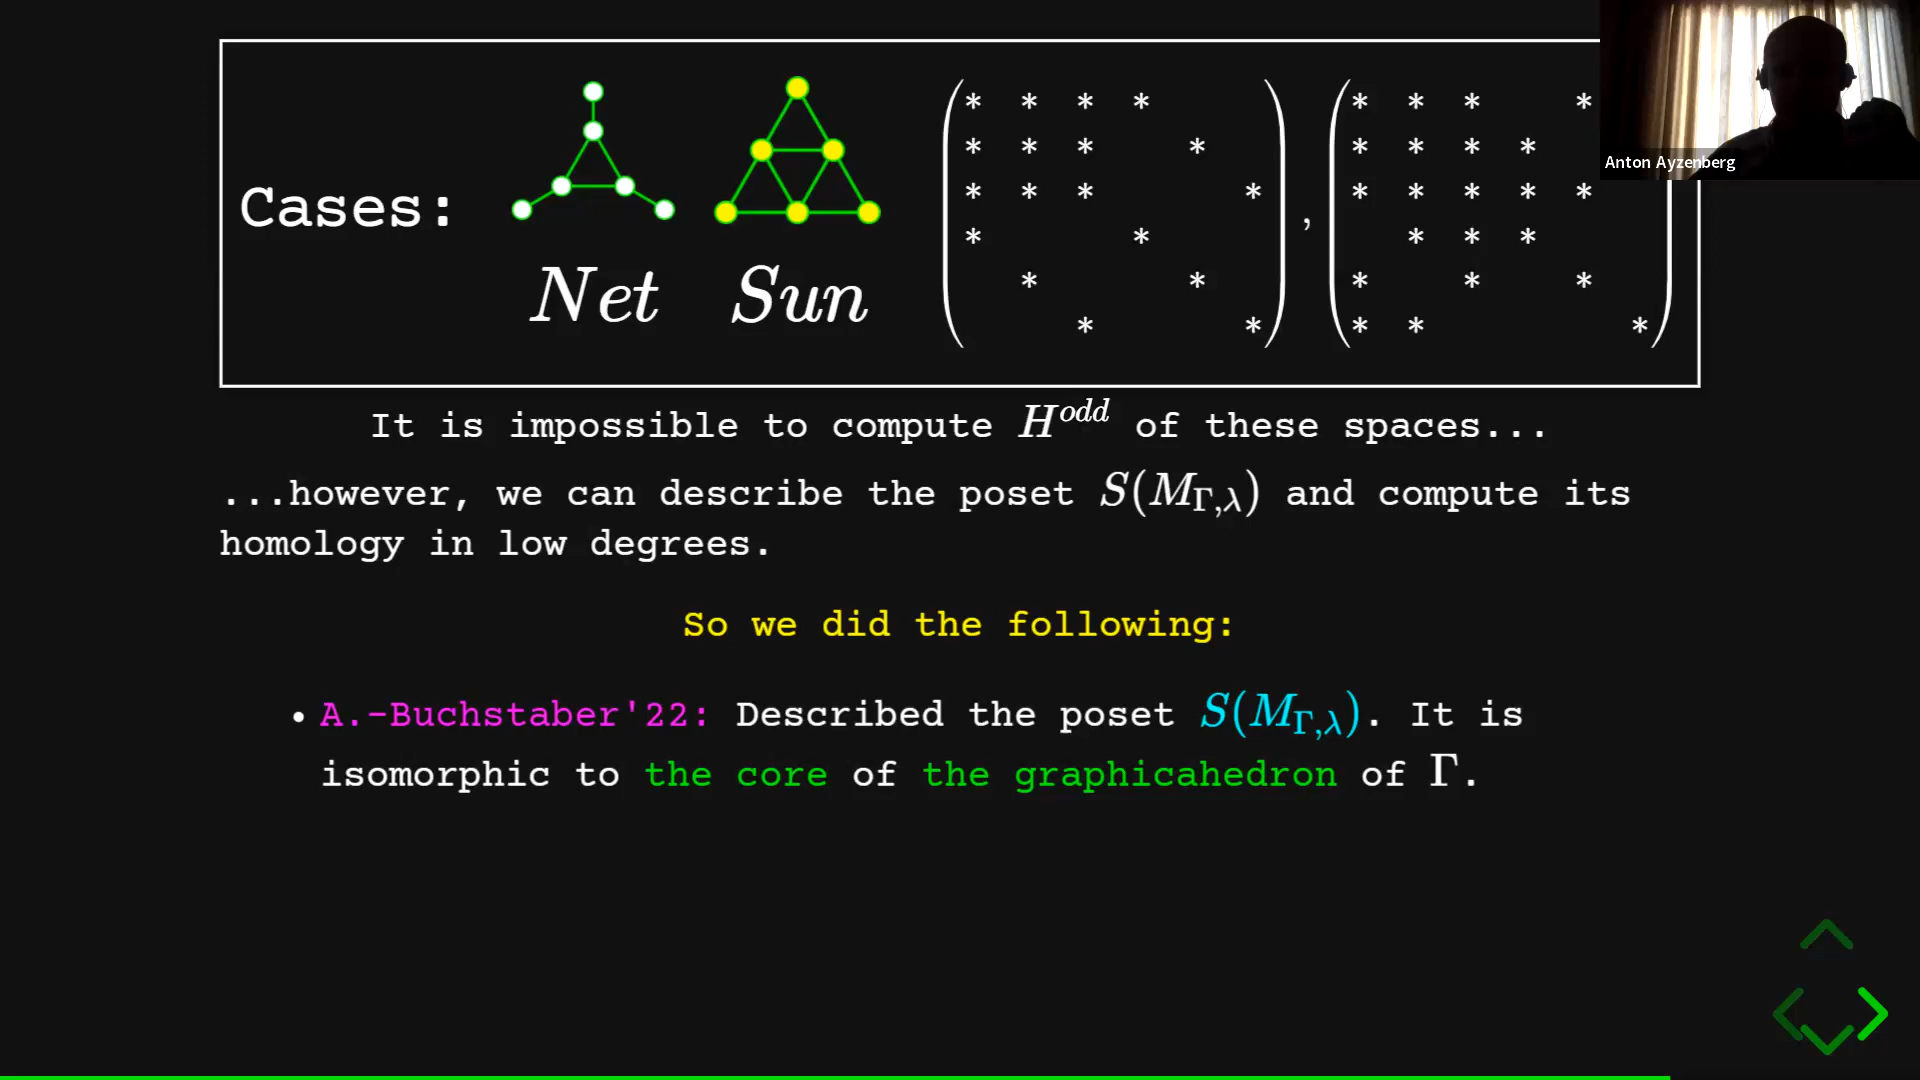 Cases:
Net Sun
* * * * * * * *
* * * * * * * *
* * * * , * * * * *
* * * * *
* * * * *
* * * * *
Anton Ayzenberg
It is impossible to compute H^{odd} of these spaces...
...however, we can describe the poset S(M_{Γ,λ}) and compute its
homology in low degrees.
So we did the following:
• A.-Buchstaber'22: Described the poset S(M_{Γ,λ}). It is
isomorphic to the core of the graphicahedron of Γ.